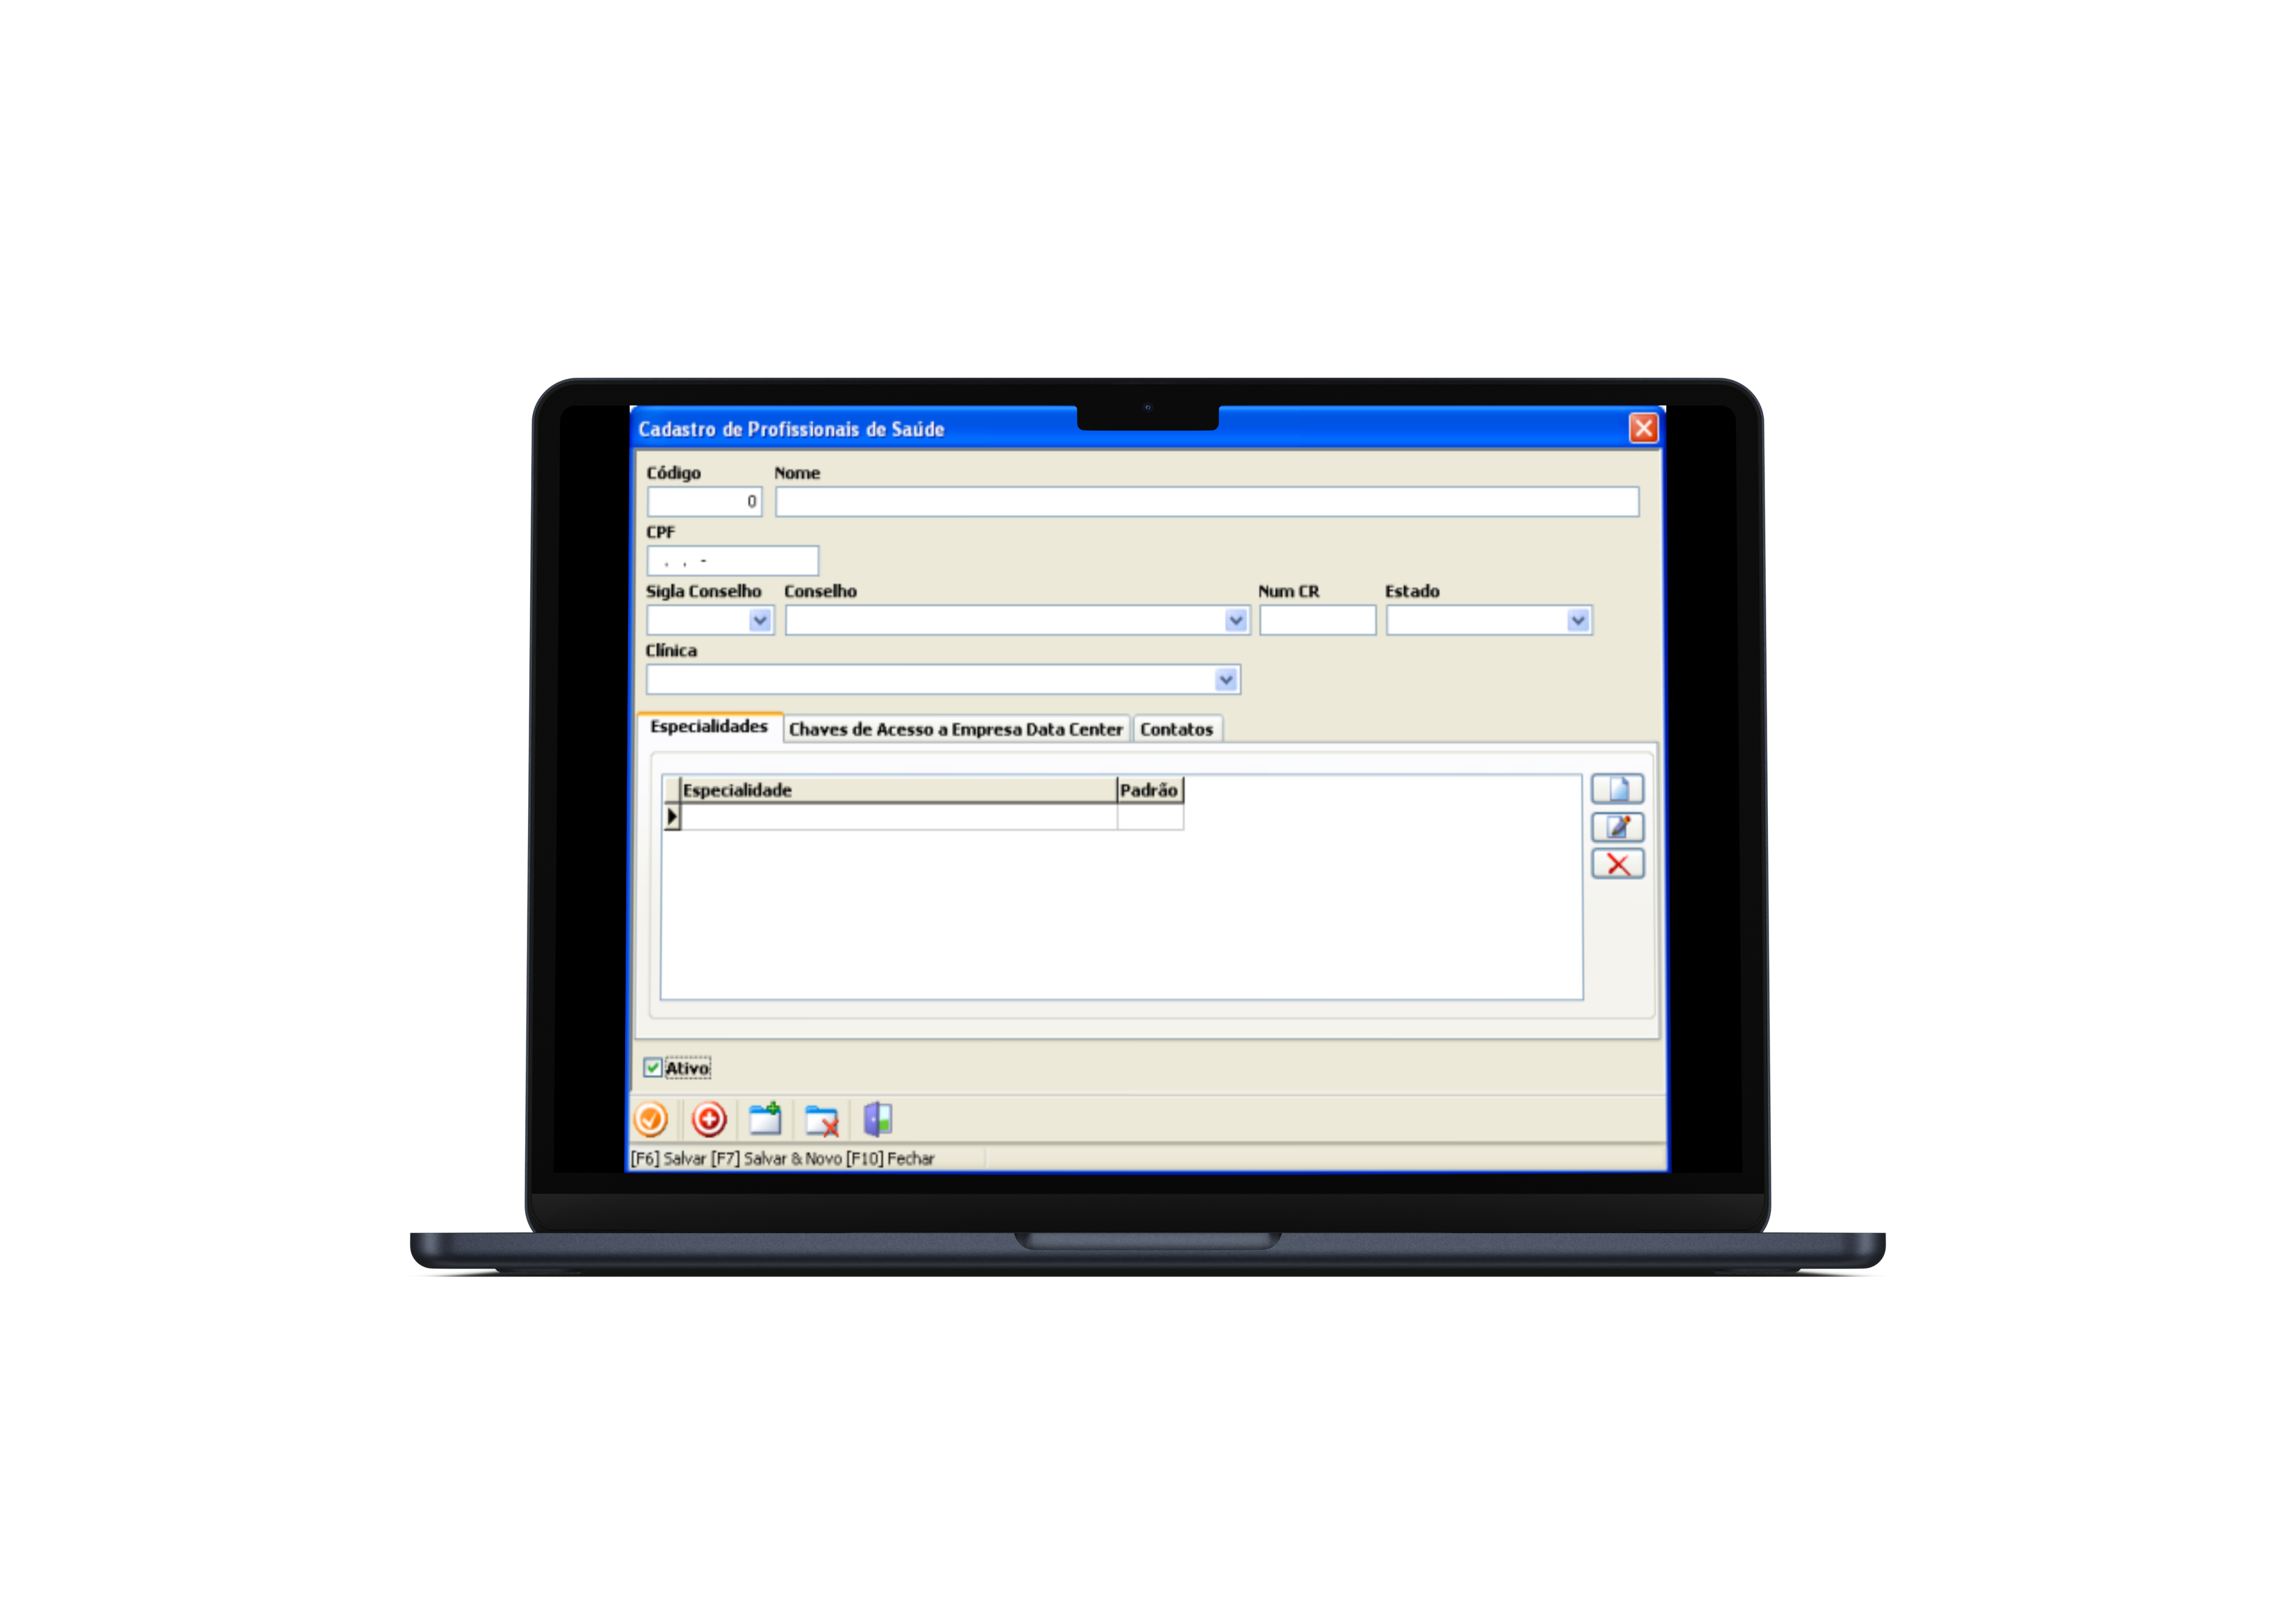 Cadastro de Profissionais de Saúde
Código Nome
0
CPF
. . -
Sigla Conselho Conselho Num CR Estado
Clínica
Especialidades Chaves de Acesso a Empresa Data Center Contatos
Especialidade Padrão
Ativo
[F6] Salvar [F7] Salvar & Novo [F10] Fechar